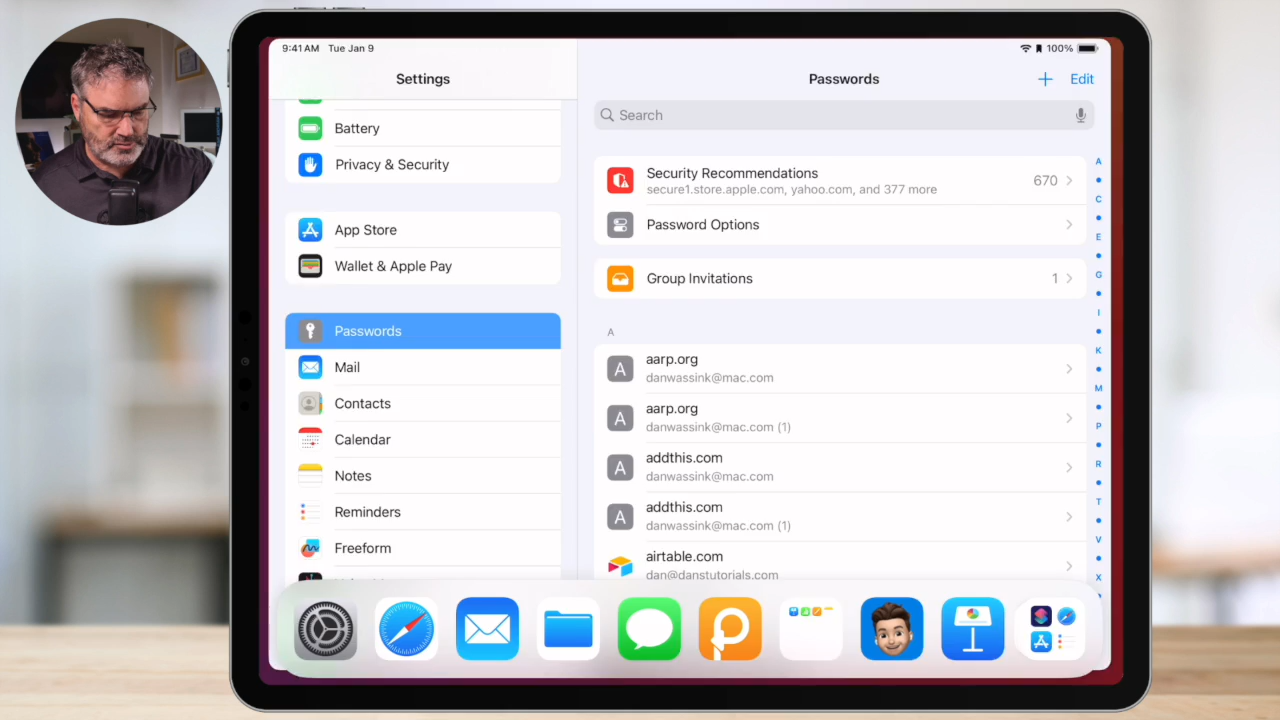 9:41 AM Tue Jan 9
100%
Settings
Battery
Privacy & Security
App Store
Wallet & Apple Pay
Passwords
Mail
Contacts
Calendar
Notes
Reminders
Freeform
Passwords
Edit
Search
Security Recommendations
secure1.store.apple.com, yahoo.com, and 377 more
670
Password Options
Group Invitations
1
A
A
aarp.org
danwassink@mac.com
A
aarp.org
danwassink@mac.com (1)
A
addthis.com
danwassink@mac.com
A
addthis.com
danwassink@mac.com (1)
airtable.com
dan@danstutorials.com
A
C
E
G
I
K
M
P
R
T
V
X